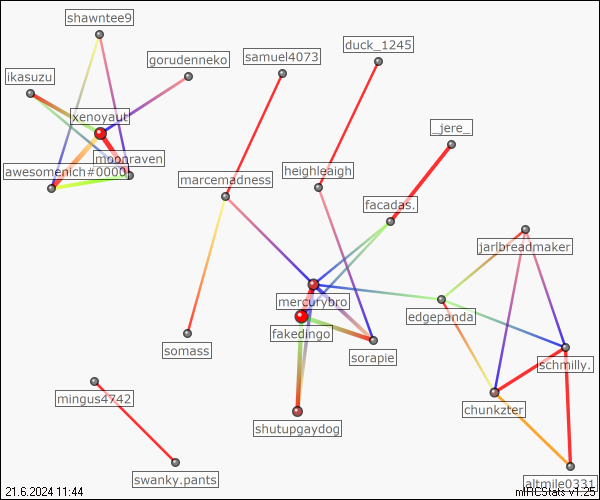 shawntee9
duck_1245
gorudenneko
samuel4073
ikasuzu
xenoyaut
_jere_
moonraven
awesomenich#0000
heighleaigh
marcemadness
facadas.
jarlbreadmaker
mercurybro
edgepanda
fakedingo
somass
sorapie
schmilly.
mingus4742
chunkzter
shutupgaydog
swanky.pants
altmile0331
21.6.2024 11:44
mIRCStats v1.25